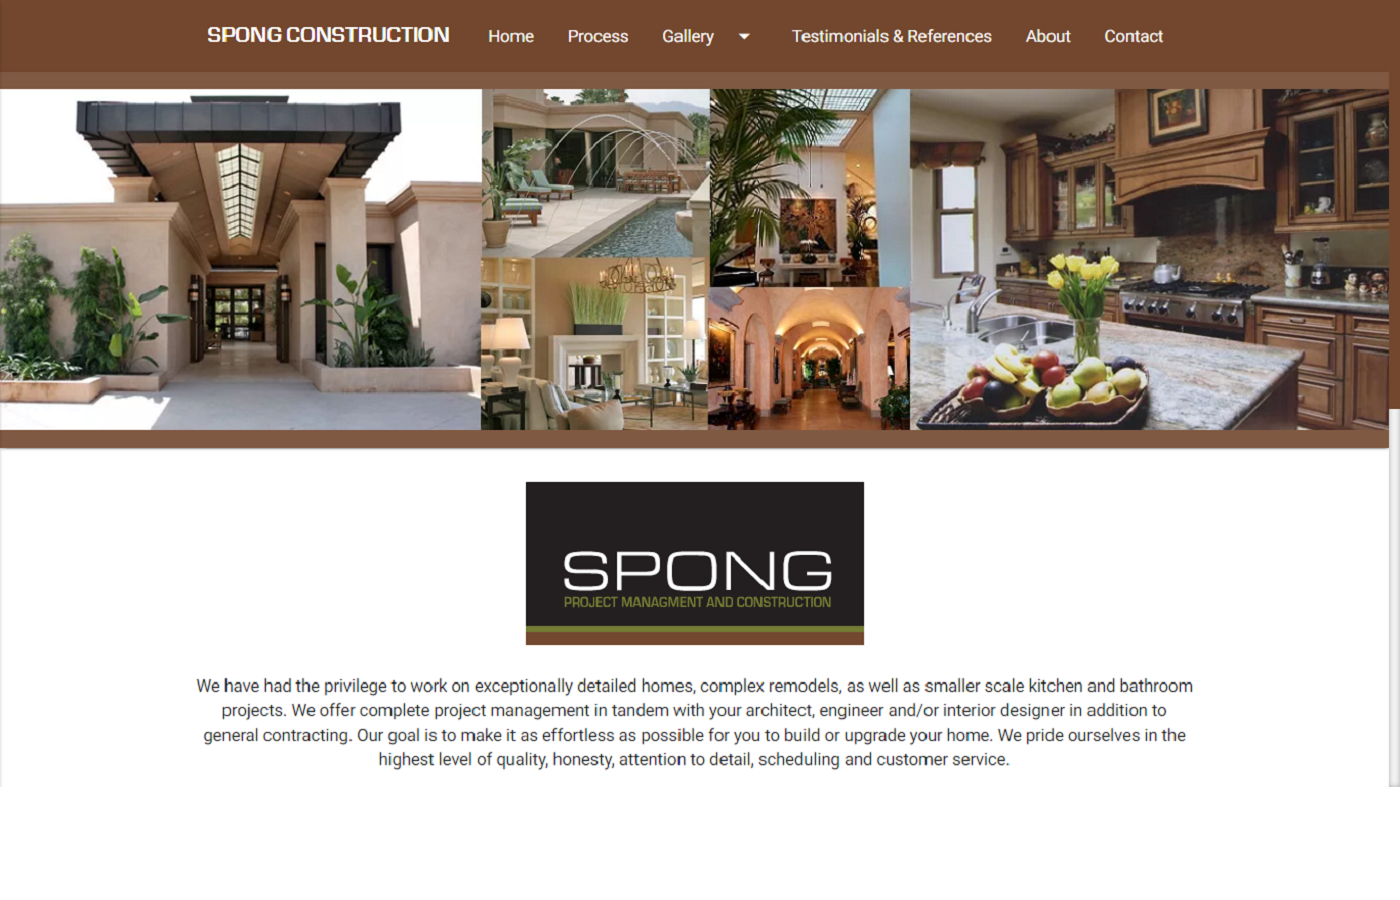 SPONG CONSTRUCTION Home Process Gallery Testimonials & References About Contact
SPONG
PROJECT MANAGMENT AND CONSTRUCTION
We have had the privilege to work on exceptionally detailed homes, complex remodels, as well as smaller scale kitchen and bathroom
projects. We offer complete project management in tandem with your architect, engineer and/or interior designer in addition to
general contracting. Our goal is to make it as effortless as possible for you to build or upgrade your home. We pride ourselves in the
highest level of quality, honesty, attention to detail, scheduling and customer service.